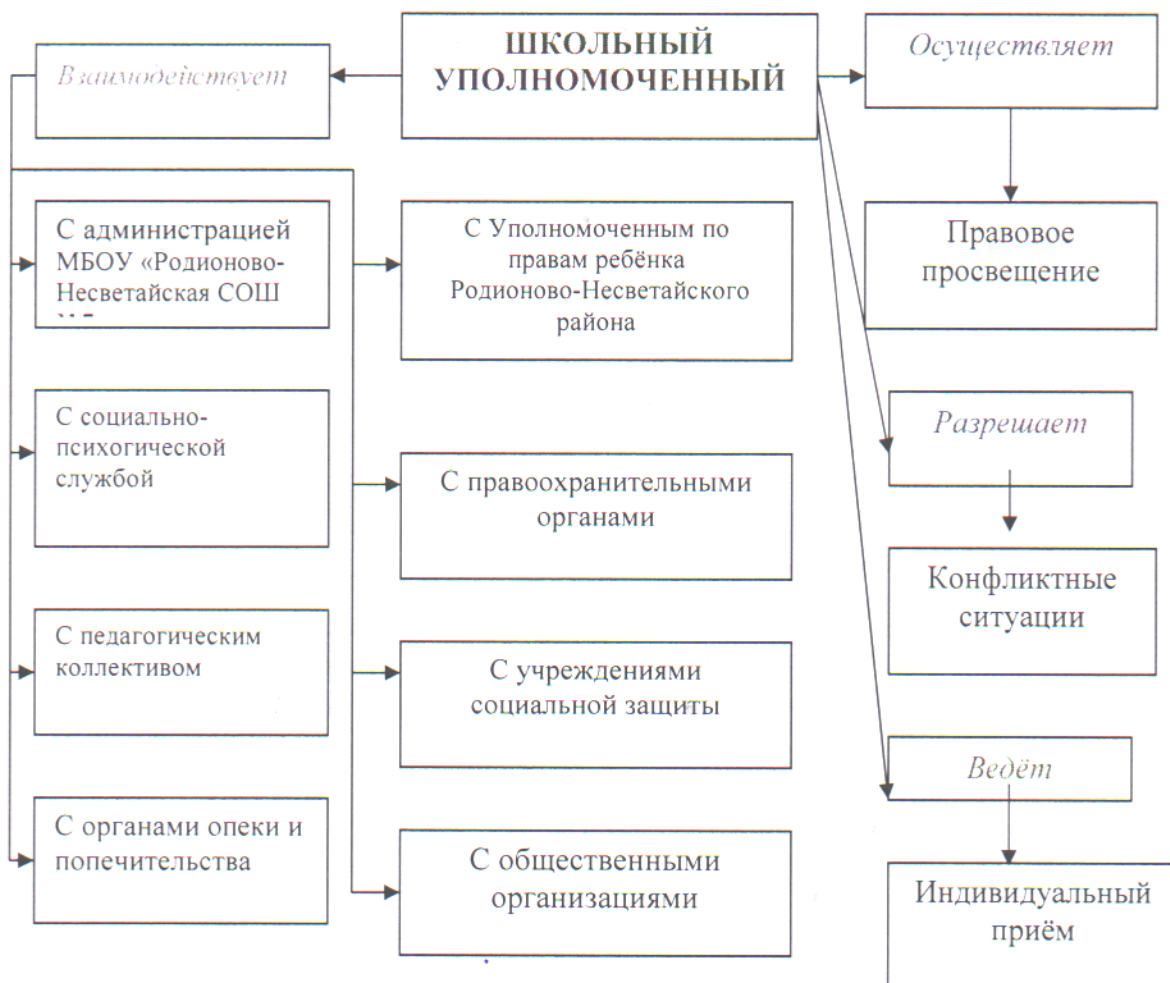 ШКОЛЬНЫЙ
УПОЛНОМОЧЕННЫЙ
Взаимодействует
Осуществляет
С администрацией
МБОУ «Родионово-
Несветайская СОШ
С Уполномоченным по
правам ребёнка
Родионово-Несветайского
района
Правовое
просвещение
С социально-
психогической
службой
С правоохранительными
органами
Разрешает
Конфликтные
ситуации
С педагогическим
коллективом
С учреждениями
социальной защиты
Ведёт
С органами опеки и
попечительства
С общественными
организациями
Индивидуальный
приём